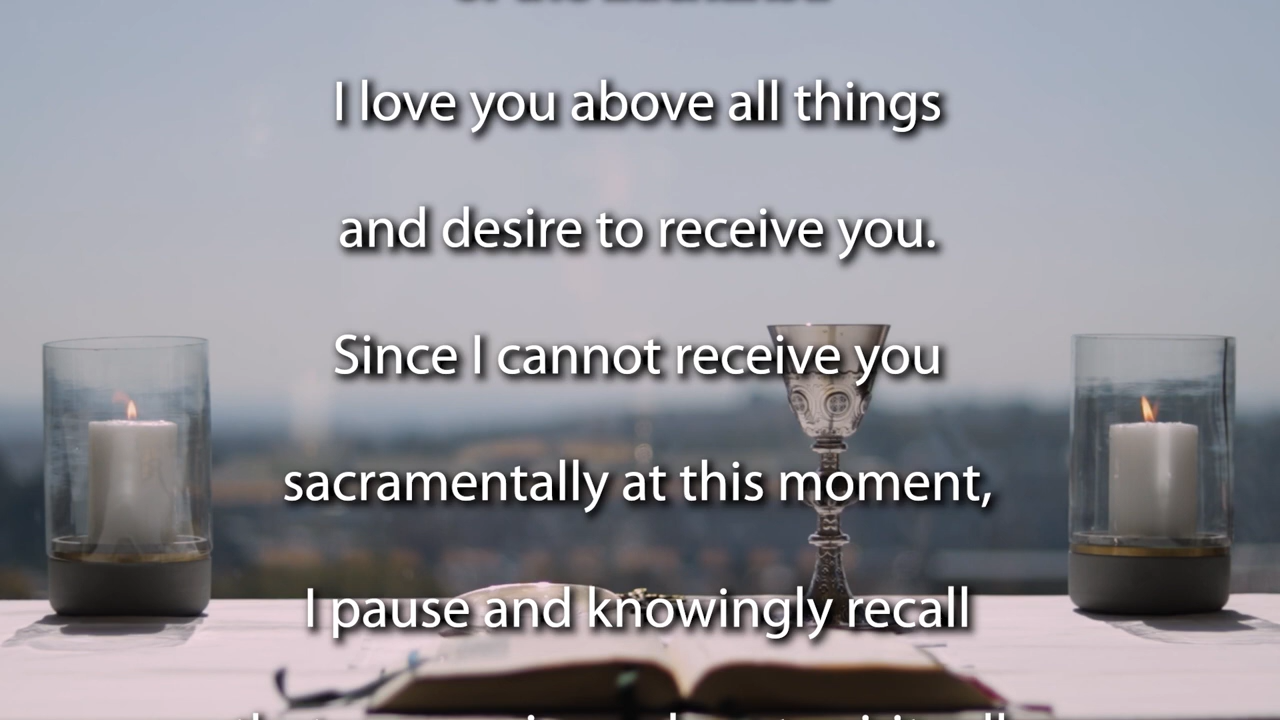 I love you above all things
and desire to receive you.
Since I cannot receive you
sacramentally at this moment,
I pause and knowingly recall